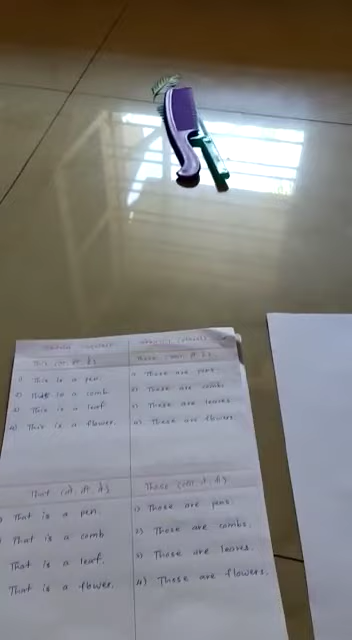 This
These
1) This is a pen.
1) These are pens.
2) This is a comb
2) These are combs
3) This is a leaf
3) These are leaves
4) This is a flower.
4) These are flowers
That
Those
That is a pen.
1) Those are pens.
That is a comb
2) Those are combs.
That is a leaf.
3) Those are leaves.
That is a flower.
4) Those are flowers.